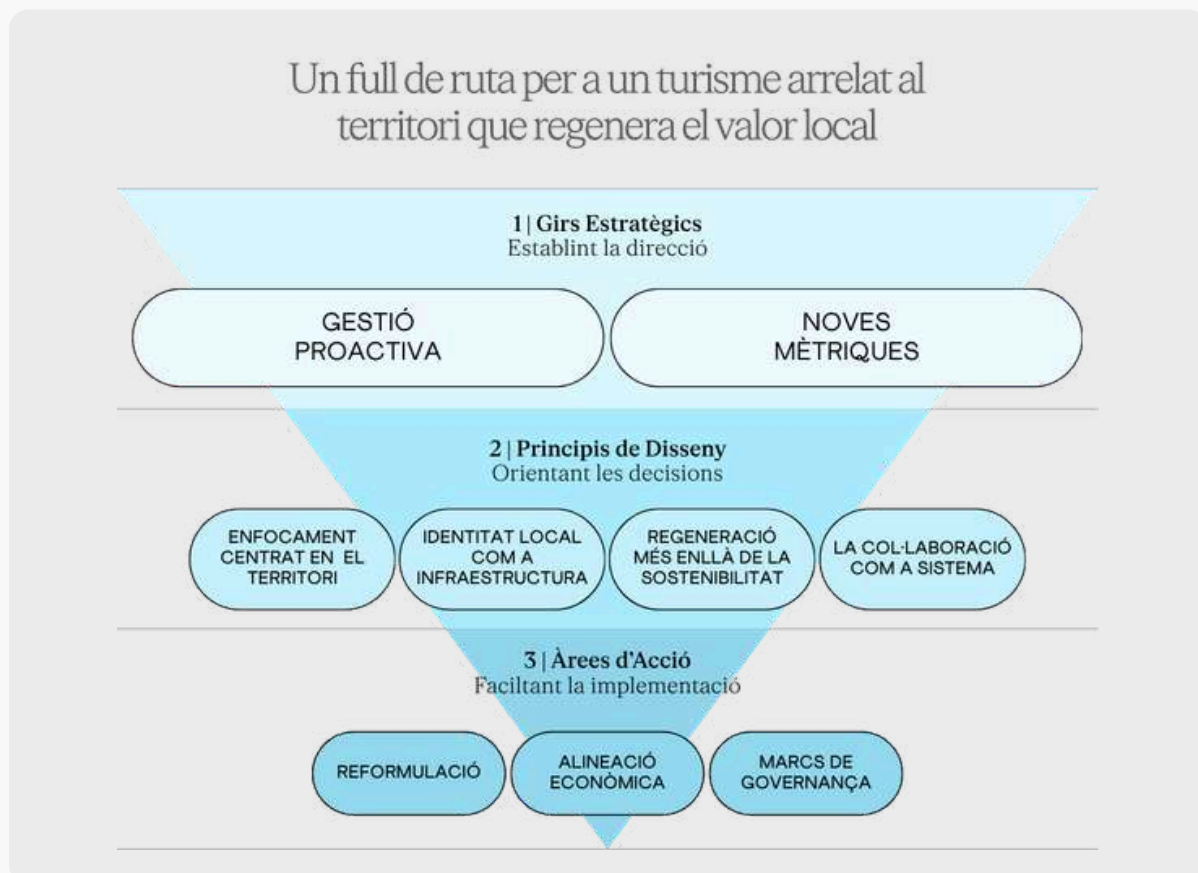 Un full de ruta per a un turisme arrelat al
territori que regenera el valor local
1 | Girs Estratègics
Establint la direcció
GESTIÓ
PROACTIVA
NOVES
MÈTRIQUES
2 | Principis de Disseny
Orientant les decisions
ENFOCAMENT
CENTRAT EN EL
TERRITORI
IDENTITAT LOCAL
COM A
INFRAESTRUCTURA
REGENERACIÓ
MÉS ENLLÀ DE LA
SOSTENIBILITAT
LA COL·LABORACIÓ
COM A SISTEMA
3 | Àrees d'Acció
Faciltant la implementació
REFORMULACIÓ
ALINEACIÓ
ECONÒMICA
MARCS DE
GOVERNANÇA